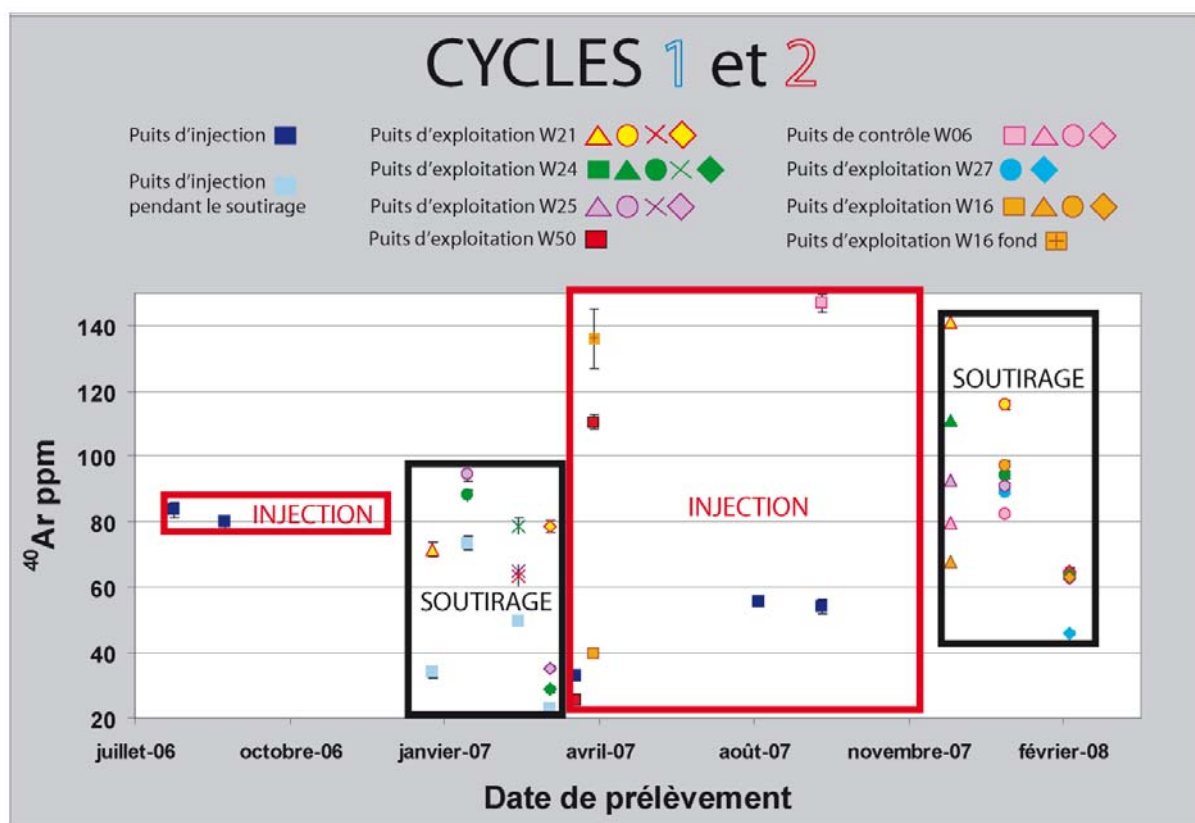 CYCLES 1 et 2
Puits d'injection
Puits d'injection
pendant le soutirage
Puits d'exploitation W21
Puits d'exploitation W24
Puits d'exploitation W25
Puits d'exploitation W50
Puits de contrôle W06
Puits d'exploitation W27
Puits d'exploitation W16
Puits d'exploitation W16 fond
40Ar ppm
140
120
100
80
60
40
20
INJECTION
SOUTIRAGE
INJECTION
SOUTIRAGE
juillet-06 octobre-06 janvier-07 avril-07 août-07 novembre-07 février-08
Date de prélèvement